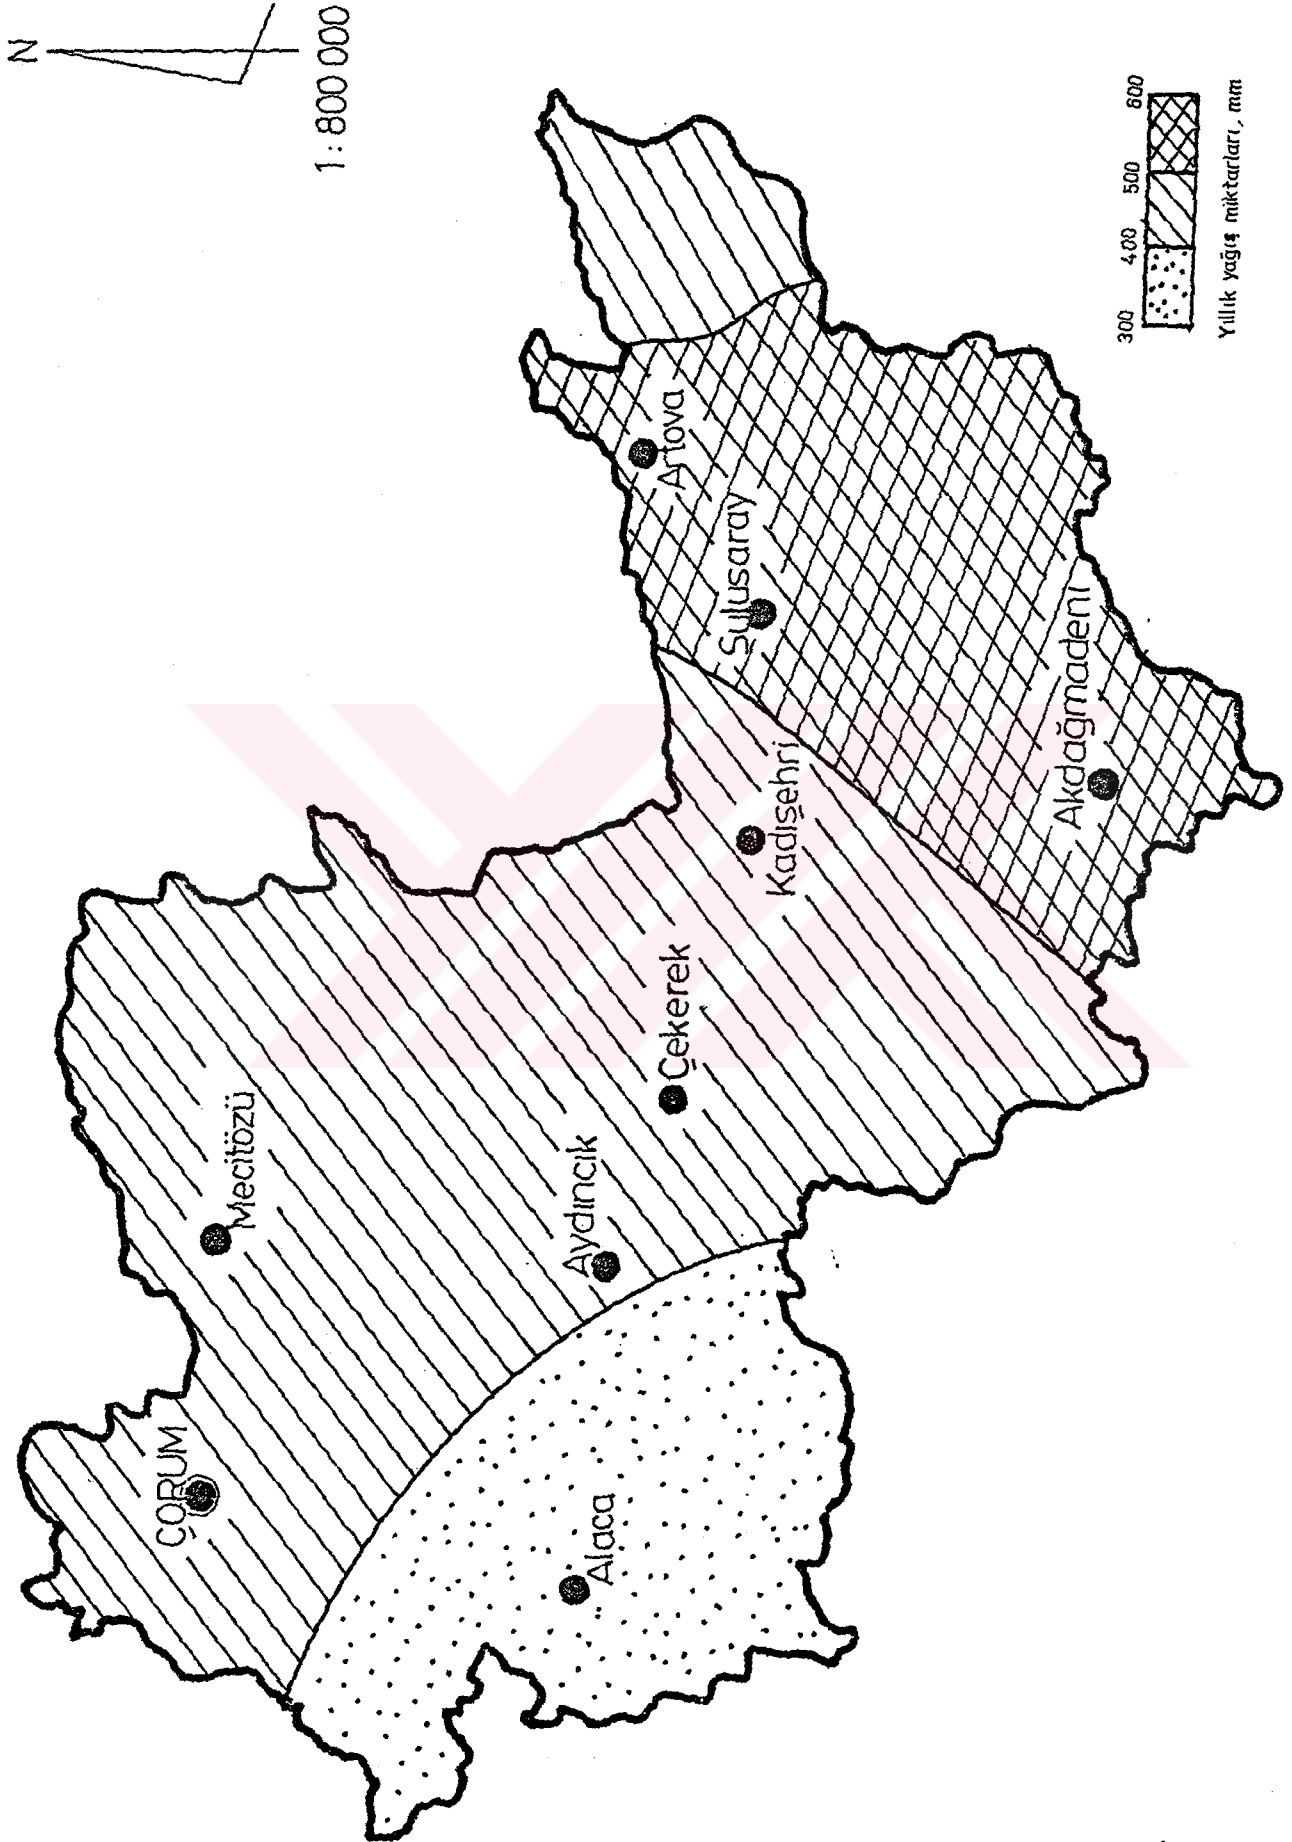 N
1:800 000
ÇORUM
Mecitözü
Alaca
Aydıncık
Çekerek
Kadışehri
Artova
Sulusaray
Akdağmadeni
300 400 500 600
Yıllık yağış miktarları, mm